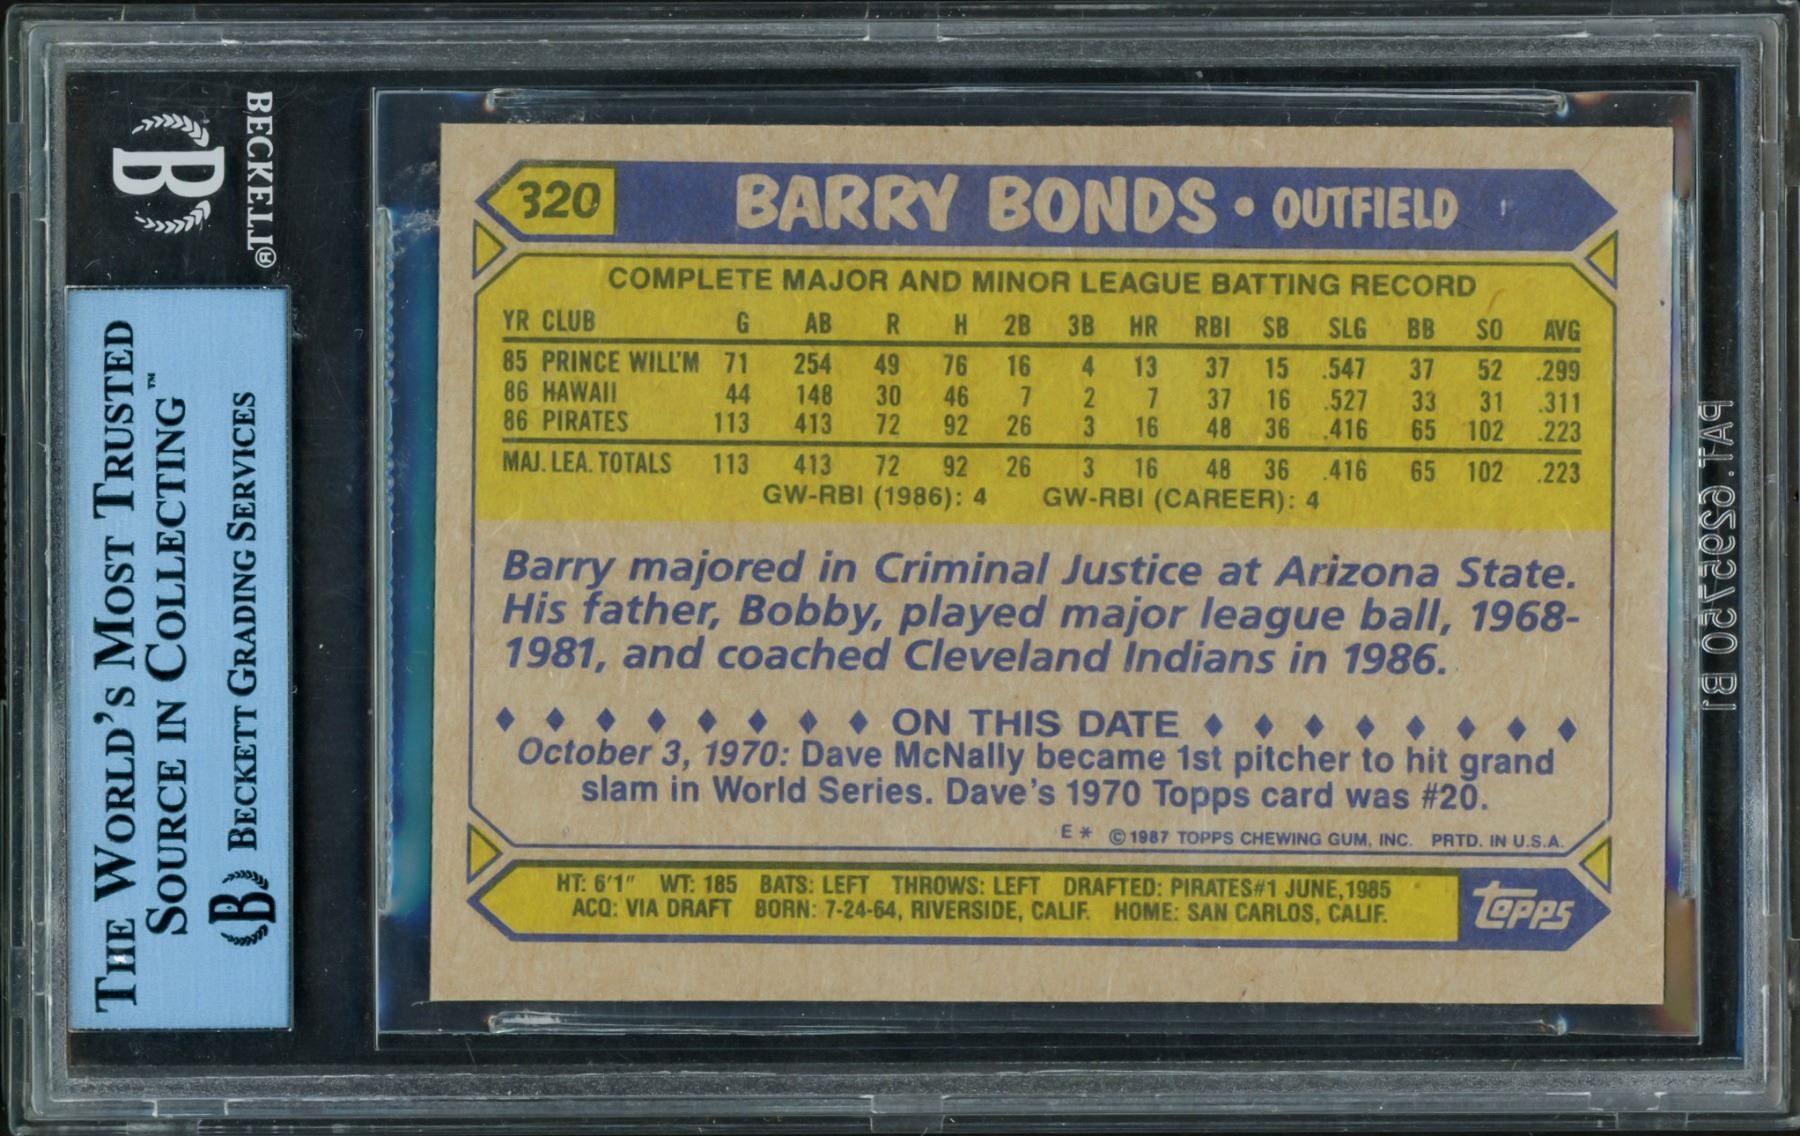 BECKETT®
B
THE WORLD'S MOST TRUSTED
SOURCE IN COLLECTING™
B BECKETT GRADING SERVICES
320 BARRY BONDS • OUTFIELD
COMPLETE MAJOR AND MINOR LEAGUE BATTING RECORD
YR CLUB G AB R H 2B 3B HR RBI SB SLG BB SO AVG
85 PRINCE WILL'M 71 254 49 76 16 4 13 37 15 .547 37 52 .299
86 HAWAII 44 148 30 46 7 2 7 37 16 .527 33 31 .311
86 PIRATES 113 413 72 92 26 3 16 48 36 .416 65 102 .223
MAJ. LEA. TOTALS 113 413 72 92 26 3 16 48 36 .416 65 102 .223
GW-RBI (1986): 4 GW-RBI (CAREER): 4
Barry majored in Criminal Justice at Arizona State.
His father, Bobby, played major league ball, 1968-
1981, and coached Cleveland Indians in 1986.
♦ ♦ ♦ ♦ ♦ ♦ ♦ ♦ ON THIS DATE ♦ ♦ ♦ ♦ ♦ ♦ ♦ ♦
October 3, 1970: Dave McNally became 1st pitcher to hit grand
slam in World Series. Dave's 1970 Topps card was #20.
E * © 1987 TOPPS CHEWING GUM, INC. PRTD. IN U.S.A.
HT: 6'1" WT: 185 BATS: LEFT THROWS: LEFT DRAFTED: PIRATES#1 JUNE,1985
ACQ: VIA DRAFT BORN: 7-24-64, RIVERSIDE, CALIF. HOME: SAN CARLOS, CALIF.
topps
PAT. 6295750 B1